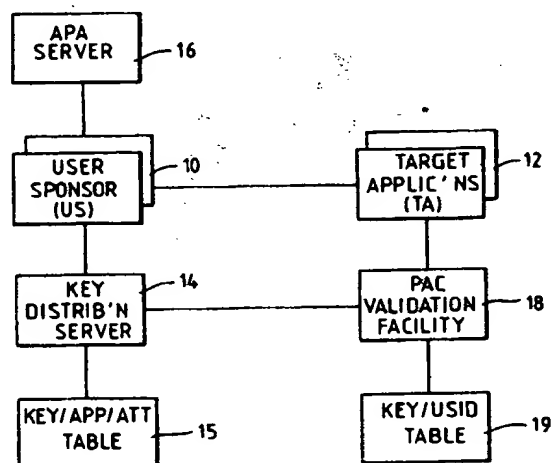 APA
SERVER
16
USER
SPONSOR
(US)
10
TARGET
APPLIC'NS
(TA)
12
KEY
DISTRIB'N
SERVER
14
PAC
VALIDATION
FACILITY
18
KEY/APP/ATT
TABLE
15
KEY/USID
TABLE
19